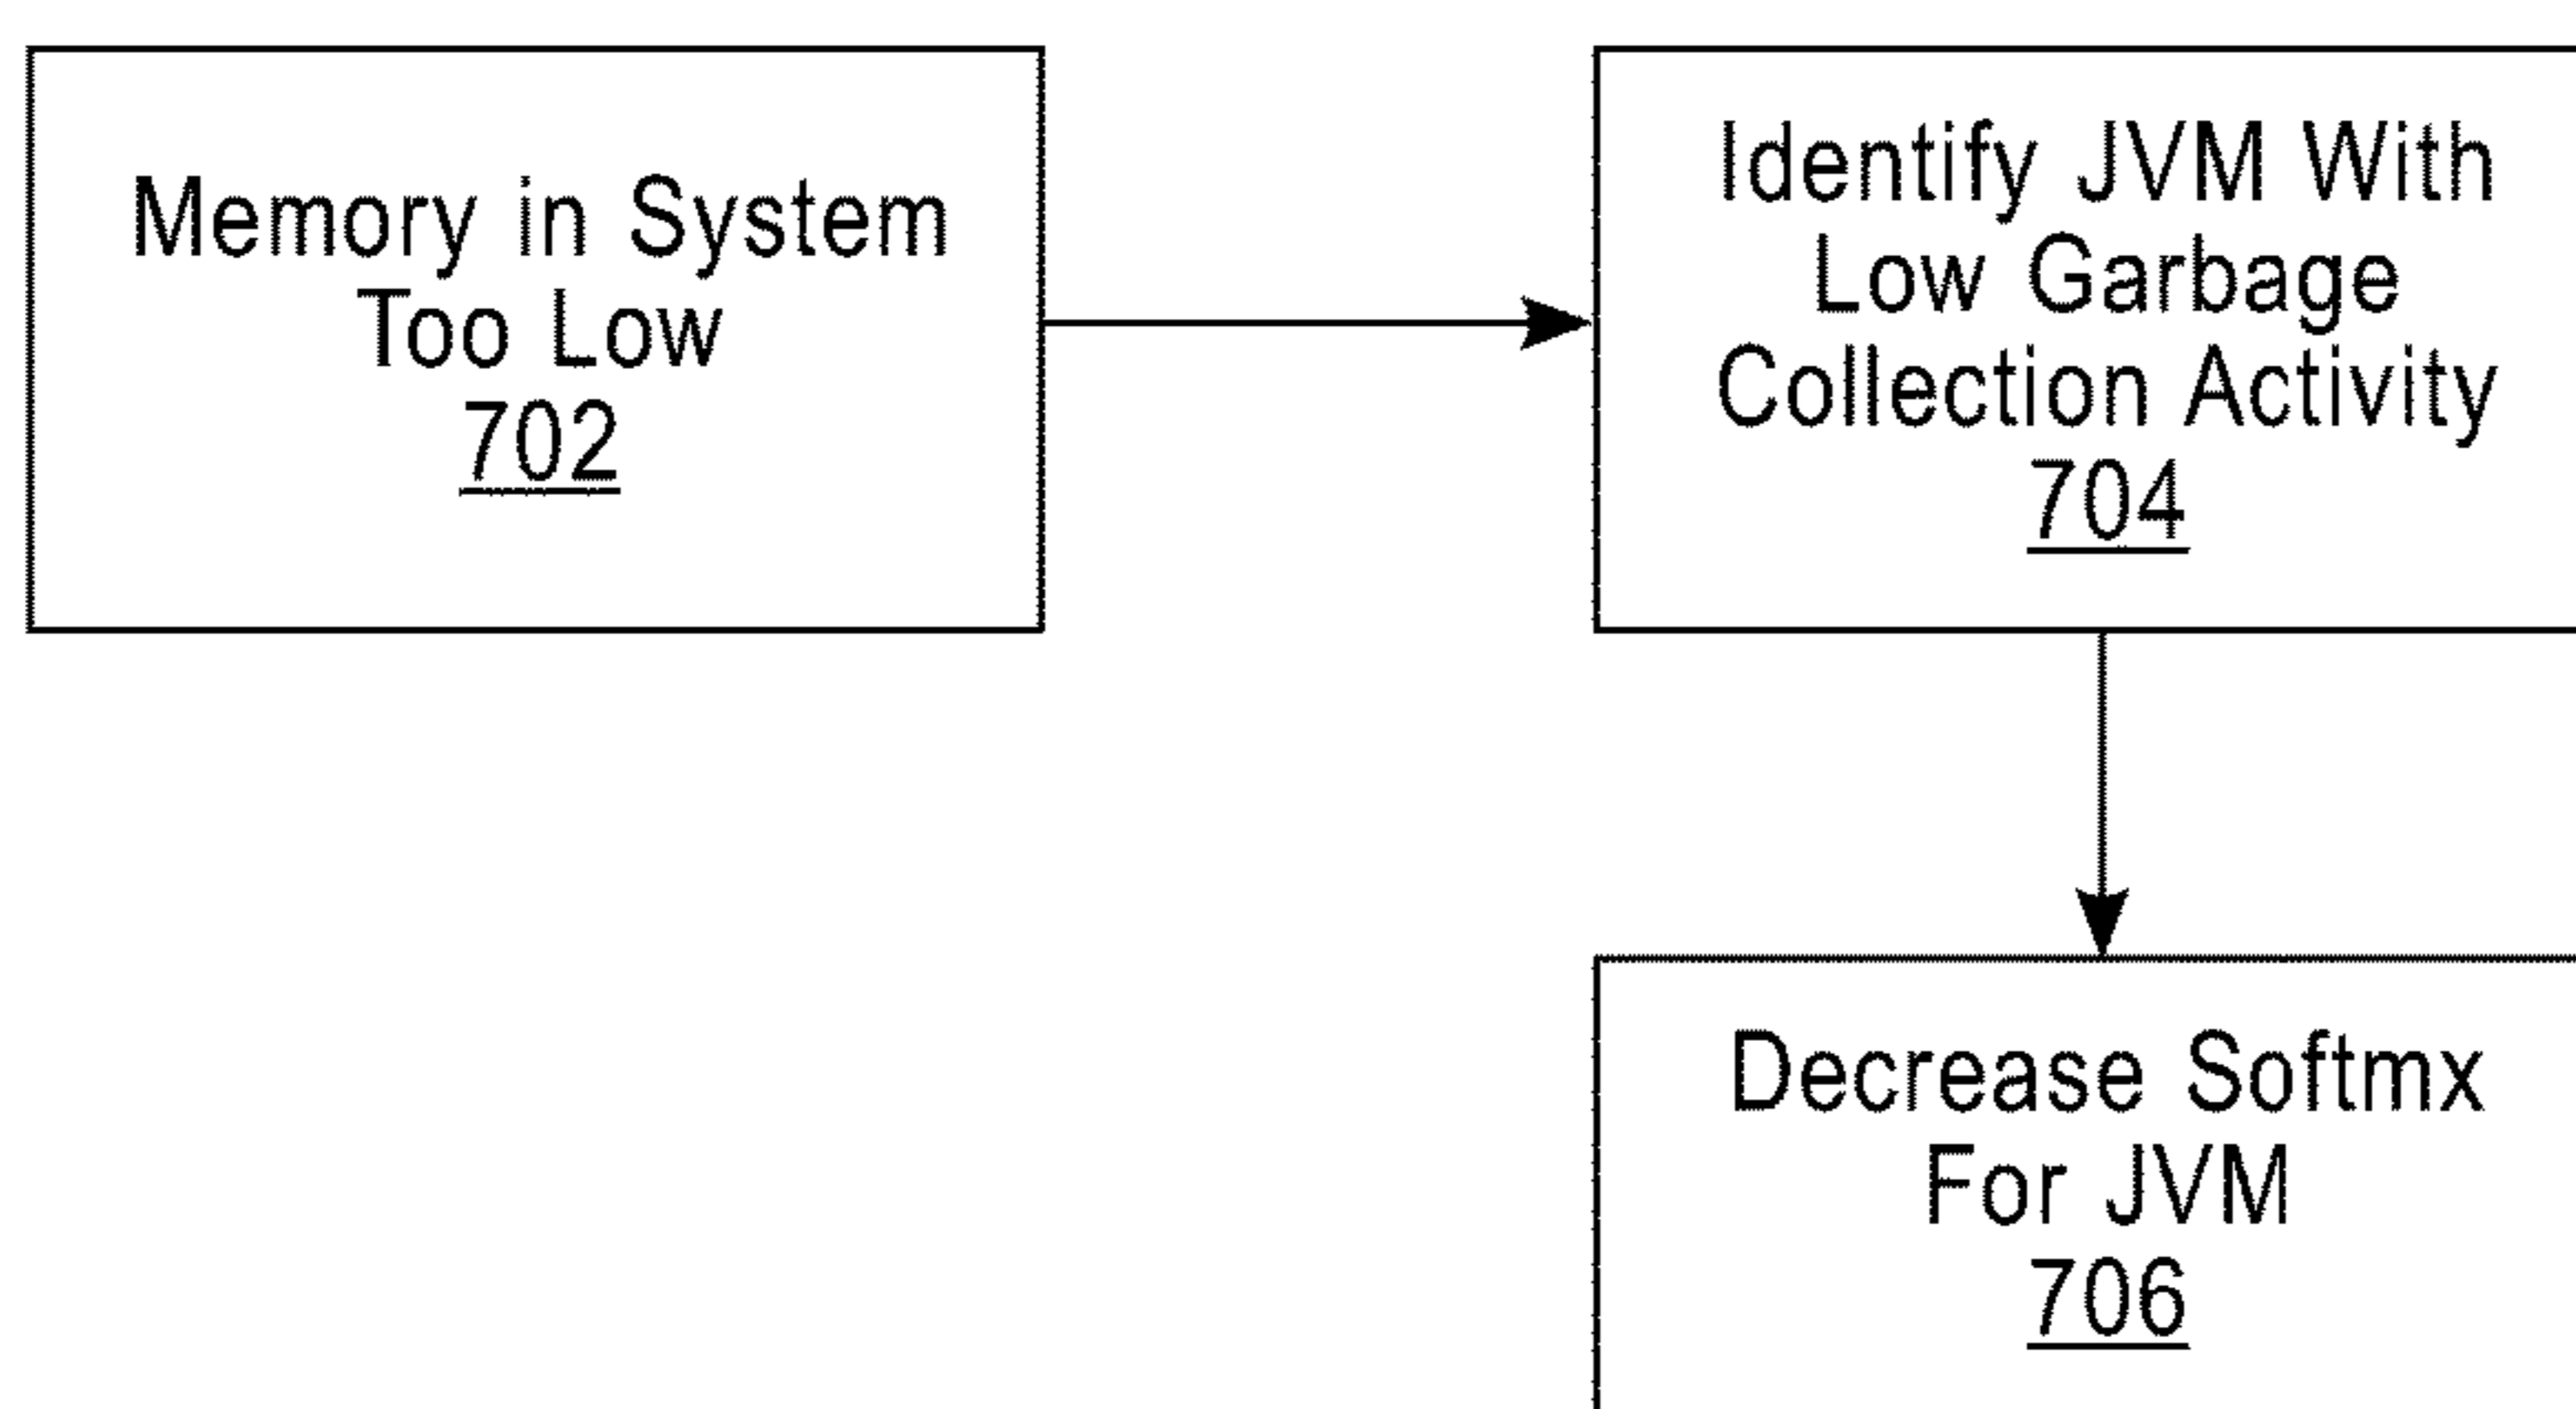 Memory in System
Too Low
702
Identify JVM With
Low Garbage
Collection Activity
704
Decrease Softmx
For JVM
706